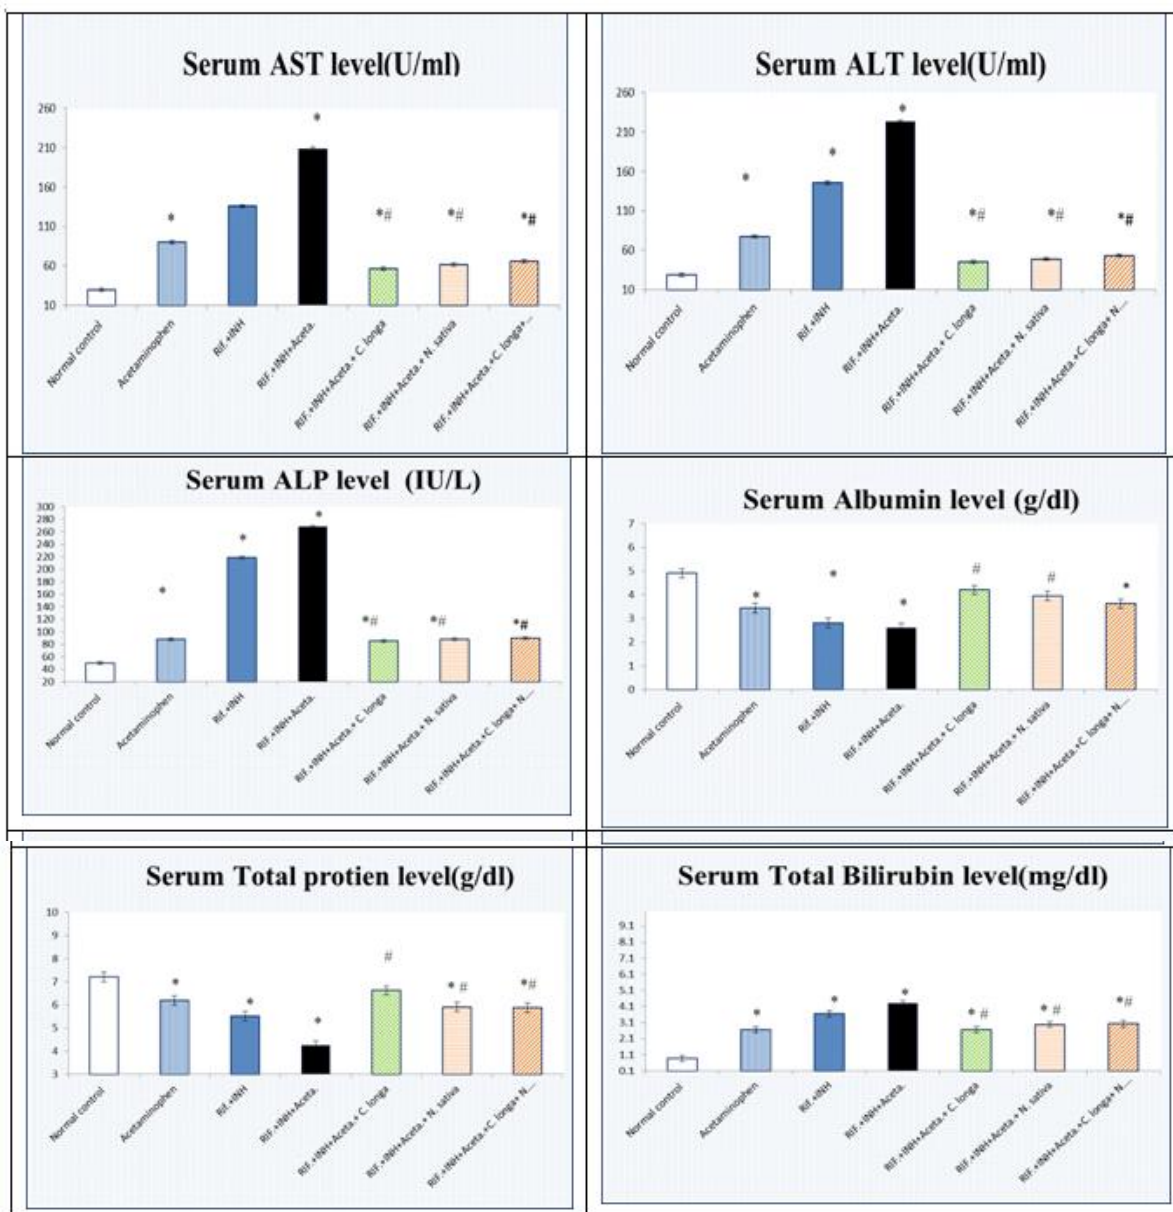 Serum AST level(U/ml)
260
210
160
110
60
10
*
*
*#
*#
*#
Normal control
Acetaminophen
Rif.+INH
RIF.+INH+Aceta.
RIF.+INH+Aceta.+ C. longa
RIF.+INH+Aceta.+ N. sativa
RIF.+INH+Aceta.+C. longa+...
Serum ALT level(U/ml)
260
210
160
110
60
10
*
*
*
*#
*#
*#
Normal control
Acetaminophen
Rif.+INH
RIF.+INH+Aceta.
RIF.+INH+Aceta.+ C. longa
RIF.+INH+Aceta.+ N. sativa
RIF.+INH+Aceta.+C. longa+ N....
Serum ALP level (IU/L)
300
280
260
240
220
200
180
160
140
120
100
80
60
40
20
*
*
*
*#
*#
*#
Normal control
Acetaminophen
Rif.+INH
RIF.+INH+Aceta.
RIF.+INH+Aceta.+ C. longa
RIF.+INH+Aceta.+ N. sativa
RIF.+INH+Aceta.+C. longa+ N....
Serum Albumin level (g/dl)
7
6
5
4
3
2
1
0
*
*
*
#
#
*
Normal control
Acetaminophen
Rif.+INH
RIF.+INH+Aceta.
RIF.+INH+Aceta.+ C. longa
RIF.+INH+Aceta.+ N. sativa
RIF.+INH+Aceta.+C. longa+ N....
Serum Total protien level(g/dl)
10
9
8
7
6
5
4
3
*
*
*
#
* #
*#
Normal control
Acetaminophen
Rif.+INH
RIF.+INH+Aceta.
RIF.+INH+Aceta.+ C. longa
RIF.+INH+Aceta.+ N. sativa
RIF.+INH+Aceta.+C. longa+ N....
Serum Total Bilirubin level(mg/dl)
9.1
8.1
7.1
6.1
5.1
4.1
3.1
2.1
1.1
0.1
*
*
*
* #
* #
*#
Normal control
Acetaminophen
Rif.+INH
RIF.+INH+Aceta.
RIF.+INH+Aceta.+ C. longa
RIF.+INH+Aceta.+ N. sativa
RIF.+INH+Aceta.+C. longa+ N....